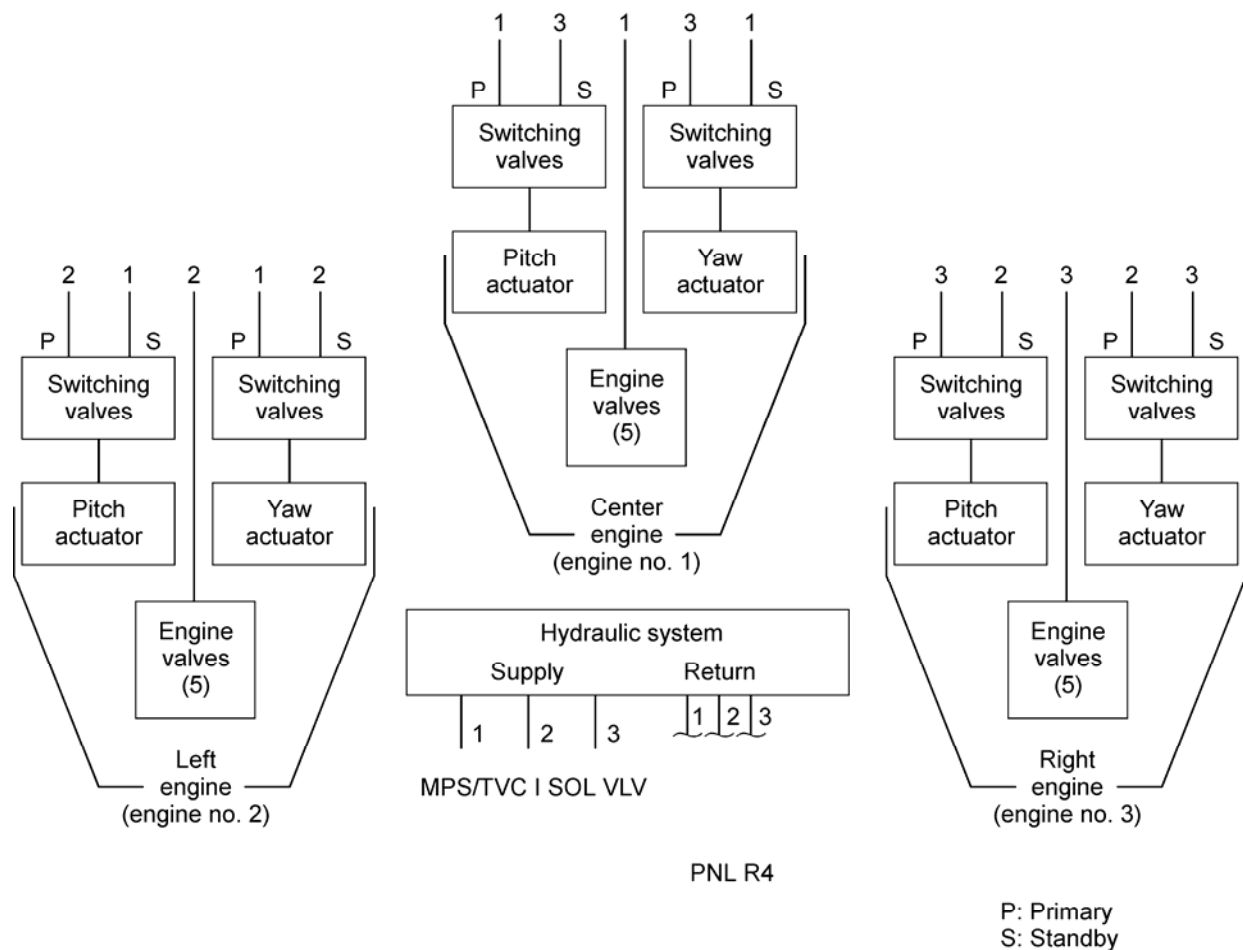 1 3 1 3 1
P S P S
Switching valves
Switching valves
Pitch actuator
Yaw actuator
Engine valves (5)
Center engine (engine no. 1)
2 1 2 1 2
P S P S
Switching valves
Switching valves
Pitch actuator
Yaw actuator
Engine valves (5)
Left engine (engine no. 2)
3 2 3 2 3
P S P S
Switching valves
Switching valves
Pitch actuator
Yaw actuator
Engine valves (5)
Right engine (engine no. 3)
Hydraulic system
Supply Return
1 2 3 1 2 3
MPS/TVC I SOL VLV
PNL R4
P: Primary
S: Standby